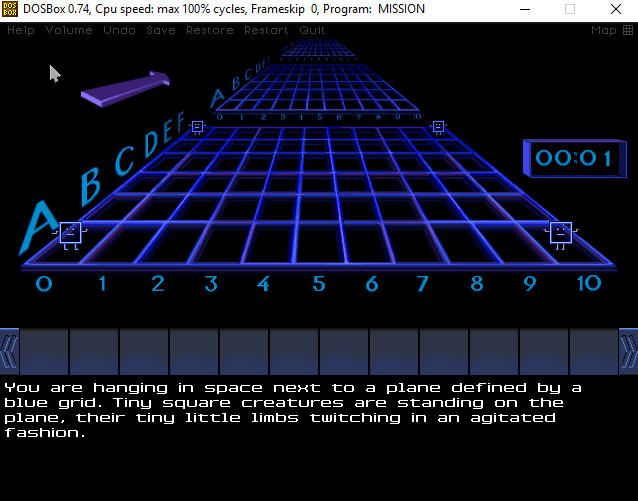 DOSBox 0.74, Cpu speed: max 100% cycles, Frameskip 0, Program: MISSION
Help Volume Undo Save Restore Restart Quit Map
A B C D E F
0 1 2 3 4 5 6 7 8 9 10
00:01
A B C D E F
0 1 2 3 4 5 6 7 8 9 10
You are hanging in space next to a plane defined by a
blue grid. Tiny square creatures are standing on the
plane, their tiny little limbs twitching in an agitated
fashion.